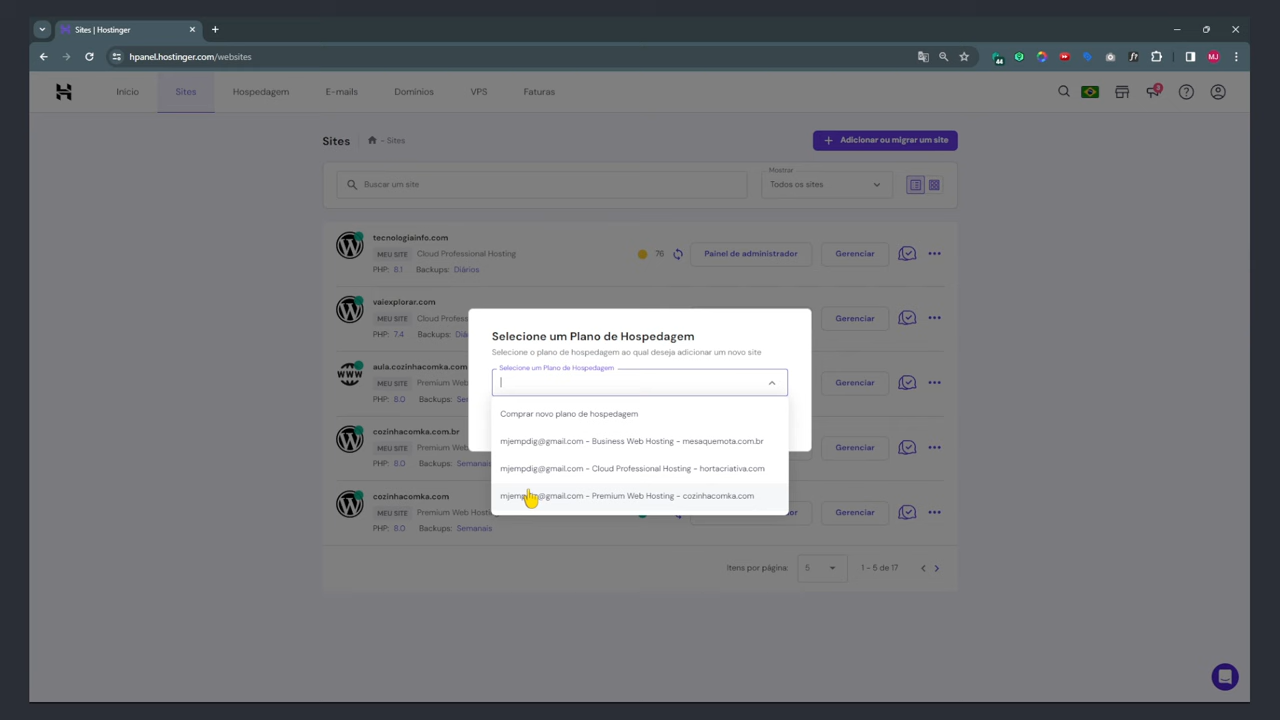 Sites | Hostinger
hpanel.hostinger.com/websites
44
MJ
Início
Sites
Hospedagem
E-mails
Domínios
VPS
Faturas
Sites
- Sites
Adicionar ou migrar um site
Buscar um site
Mostrar
Todos os sites
tecnologiainfo.com
MEU SITE Cloud Professional Hosting
PHP: 8.1 Backups: Diários
76
Painel de administrador
Gerenciar
vaiexplorar.com
MEU SITE Cloud Profess
PHP: 7.4 Backups:
Gerenciar
aula.cozinhacomka.
MEU SITE Premium Web
PHP: 8.0 Backups:
Gerenciar
cozinhacomka.com.br
MEU SITE Premium Web
PHP: 8.0 Backups: Semanais
Gerenciar
cozinhacomka.com
MEU SITE Premium Web Hosting
PHP: 8.0 Backups: Semanais
Gerenciar
Selecione um Plano de Hospedagem
Selecione o plano de hospedagem ao qual deseja adicionar um novo site
Selecione um Plano de Hospedagem
Comprar novo plano de hospedagem
mjempdig@gmail.com - Business Web Hosting - mesaquemota.com.br
mjempdig@gmail.com - Cloud Professional Hosting - hortacriativa.com
mjempdig@gmail.com - Premium Web Hosting - cozinhacomka.com
Itens por página:
5
1 - 5 de 17